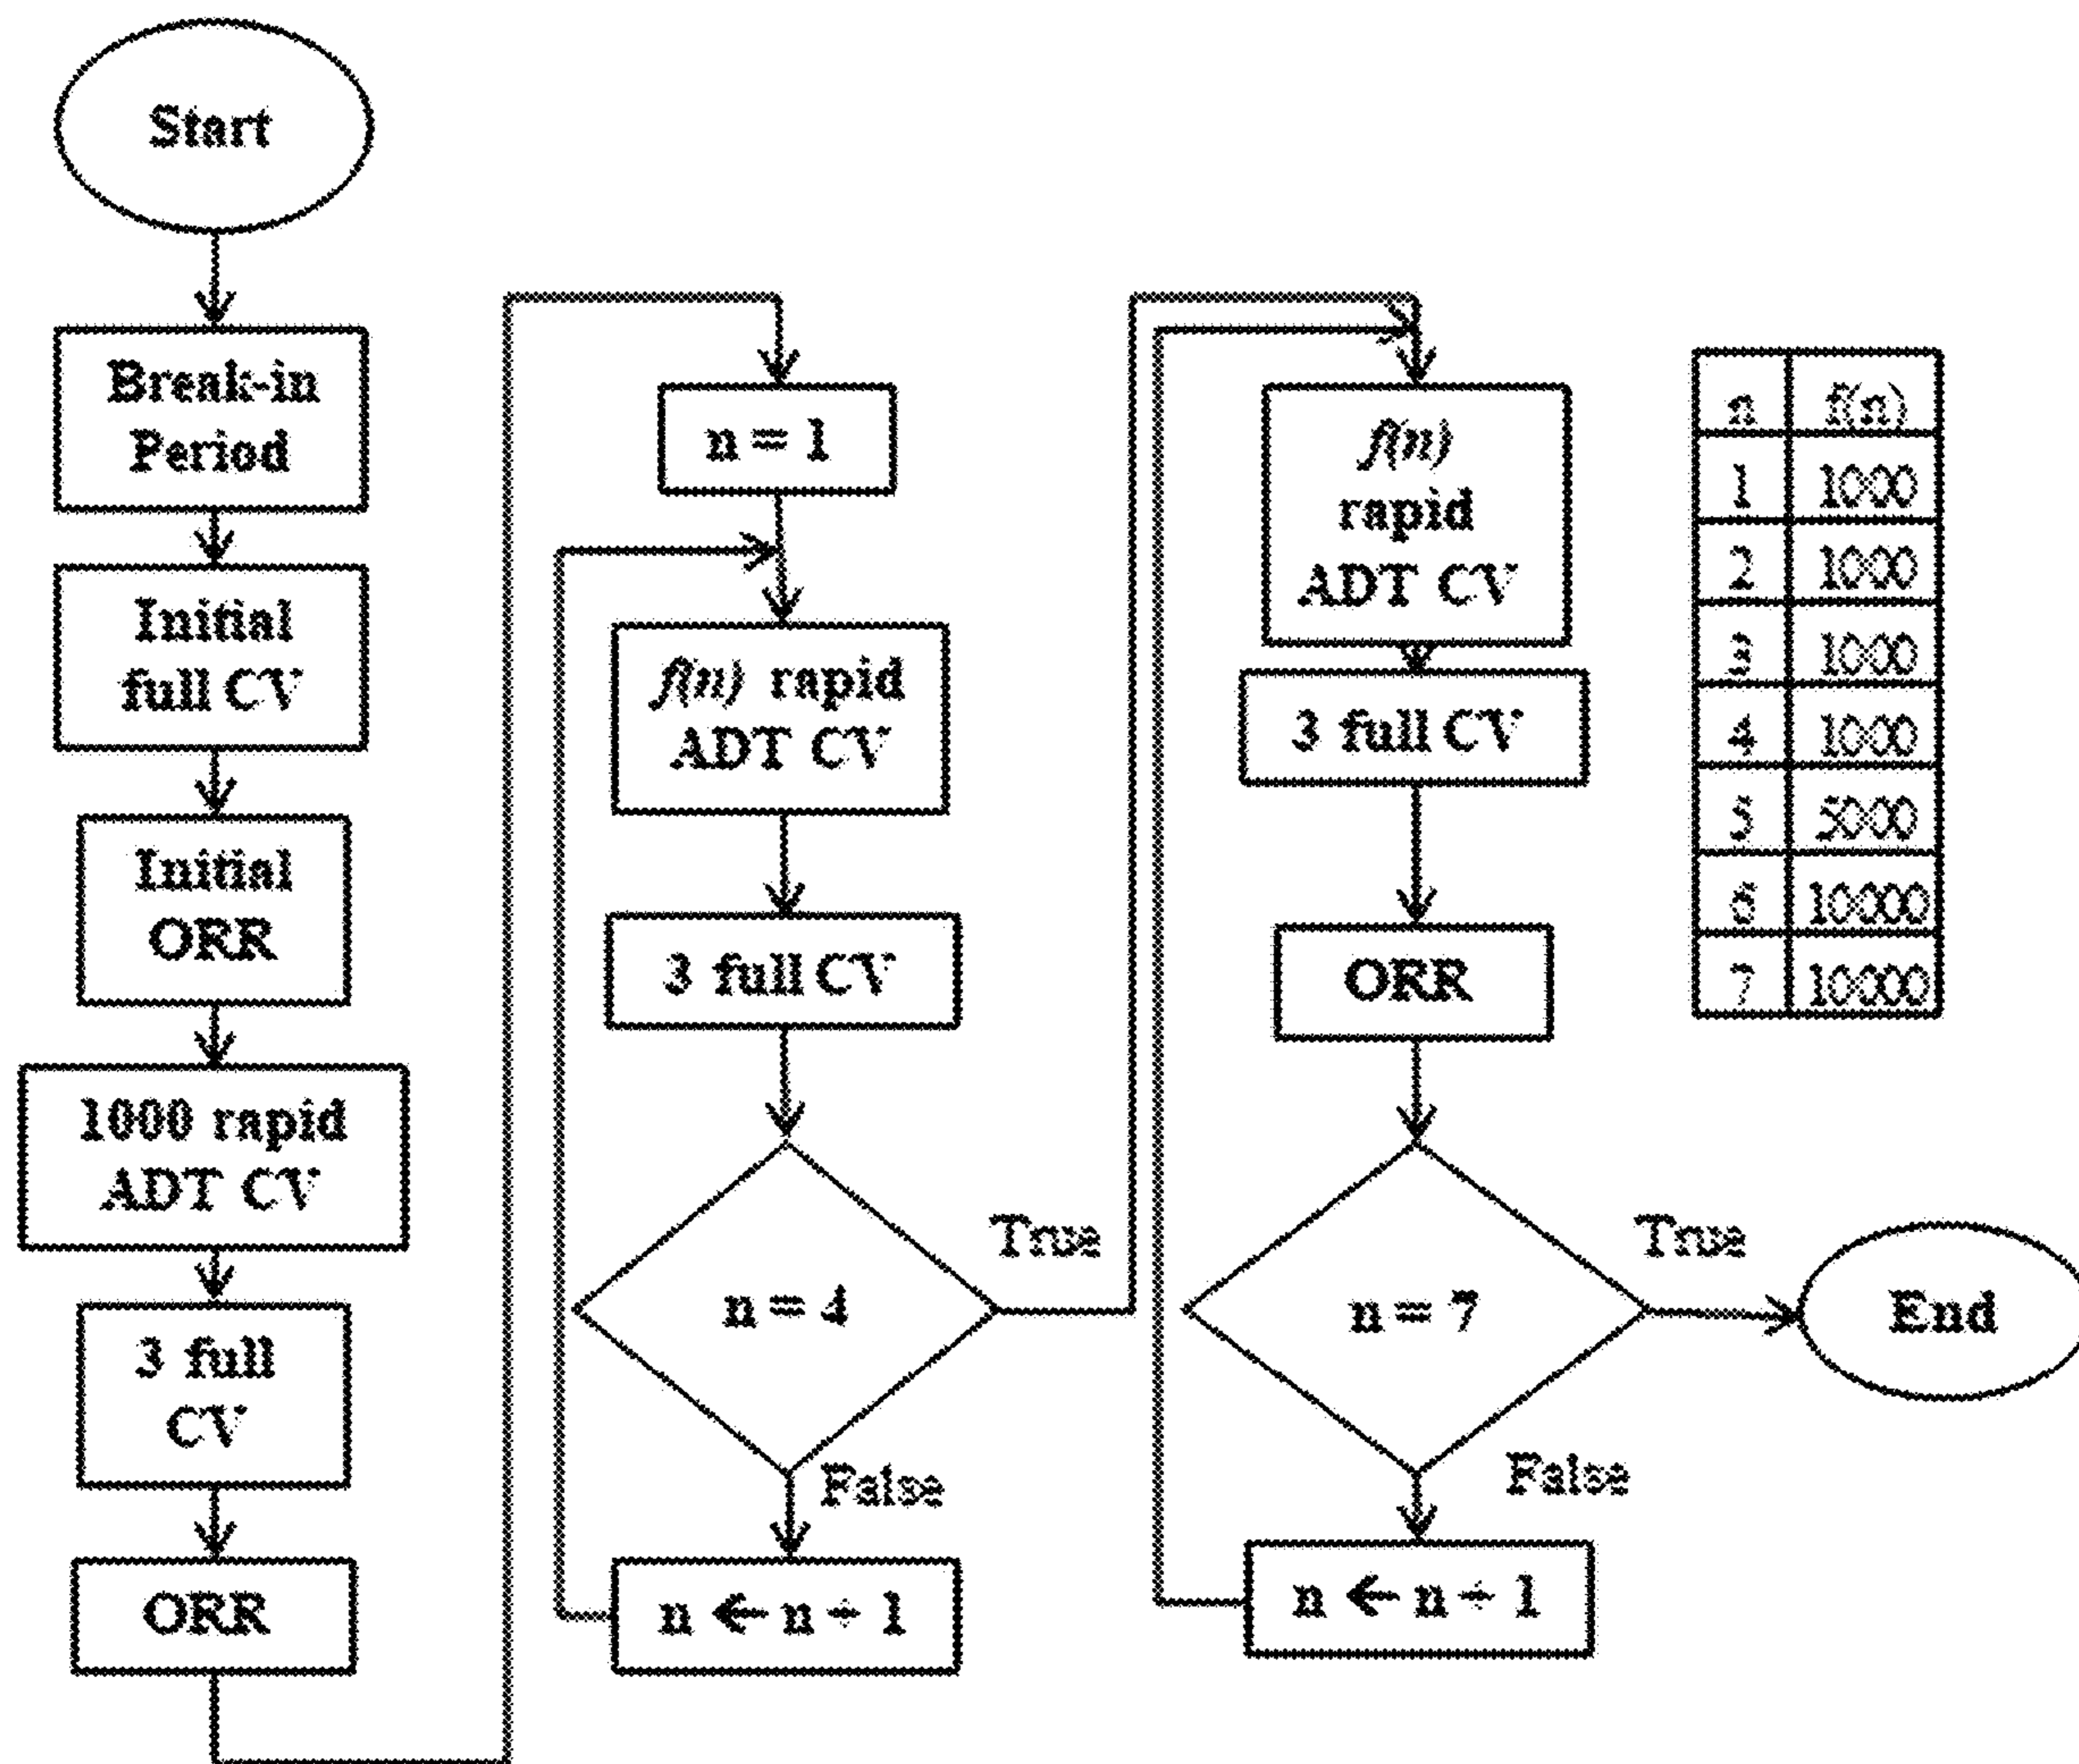 Start
Break-in
Period
Initial
full CV
Initial
ORR
1000 rapid
ADT CV
3 full
CV
ORR
n = 1
f(n) rapid
ADT CV
3 full CV
n = 4
True
False
n ← n + 1
f(n)
rapid
ADT CV
3 full CV
ORR
n = 7
True
False
n ← n + 1
End
n f(n)
1 1000
2 1000
3 1000
4 1000
5 5000
6 10000
7 10000